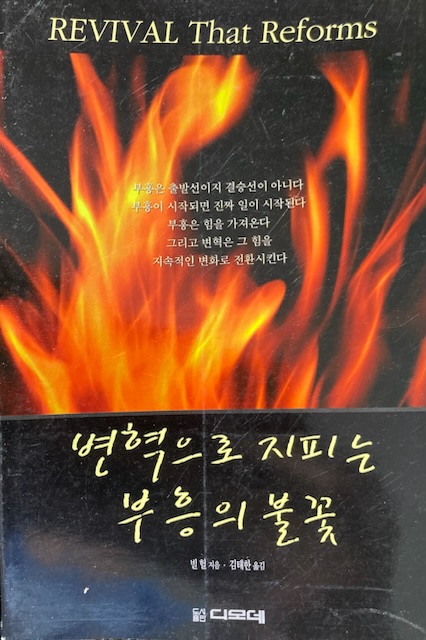 REVIVAL That Reforms
부흥은 출발선이지 결승선이 아니다
부흥이 시작되면 진짜 일이 시작된다
부흥은 힘을 가져온다
그리고 변혁은 그 힘을
지속적인 변화로 전환시킨다
변혁으로 지피는
부흥의 불꽃
빌 헐 지음 · 김태한 옮김
도서출판 디모데